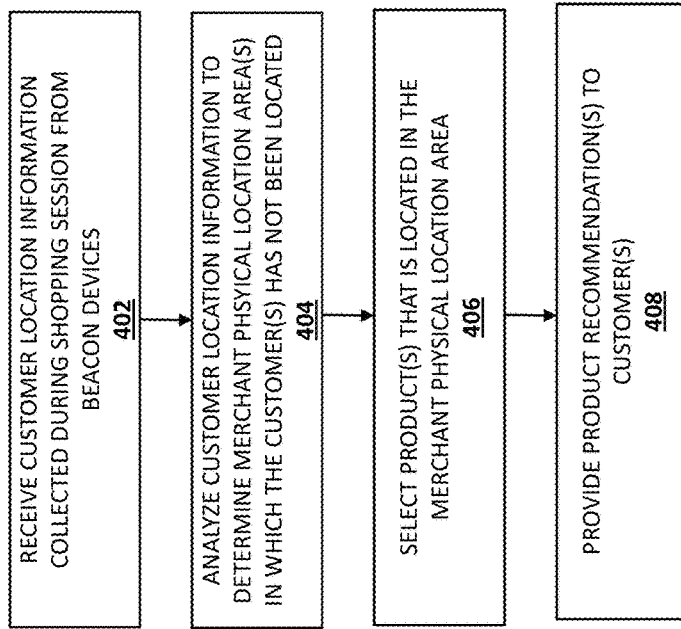 RECEIVE CUSTOMER LOCATION INFORMATION
COLLECTED DURING SHOPPING SESSION FROM
BEACON DEVICES
402
ANALYZE CUSTOMER LOCATION INFORMATION TO
DETERMINE MERCHANT PHSYICAL LOCATION AREA(S)
IN WHICH THE CUSTOMER(S) HAS NOT BEEN LOCATED
404
SELECT PRODUCT(S) THAT IS LOCATED IN THE
MERCHANT PHYSICAL LOCATION AREA
406
PROVIDE PRODUCT RECOMMENDATION(S) TO
CUSTOMER(S)
408